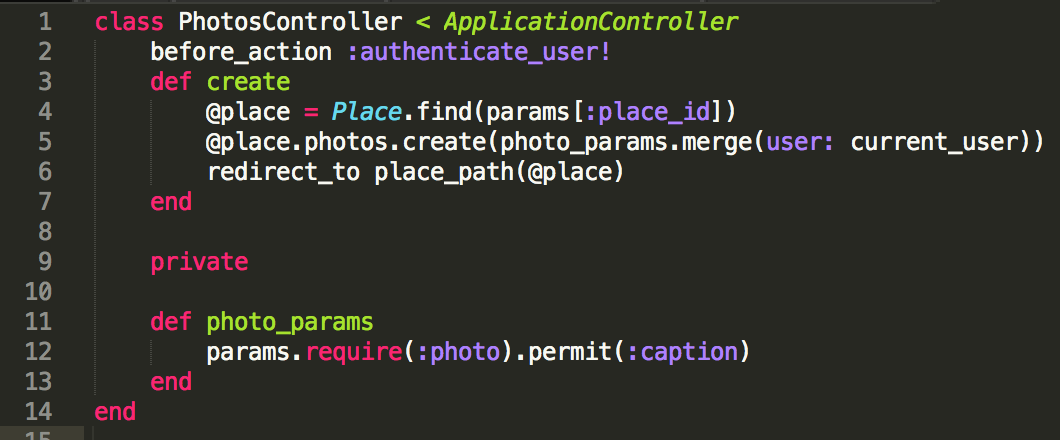 1 class PhotosController < ApplicationController
2 before_action :authenticate_user!
3 def create
4 @place = Place.find(params[:place_id])
5 @place.photos.create(photo_params.merge(user: current_user))
6 redirect_to place_path(@place)
7 end
8
9 private
10
11 def photo_params
12 params.require(:photo).permit(:caption)
13 end
14 end
15